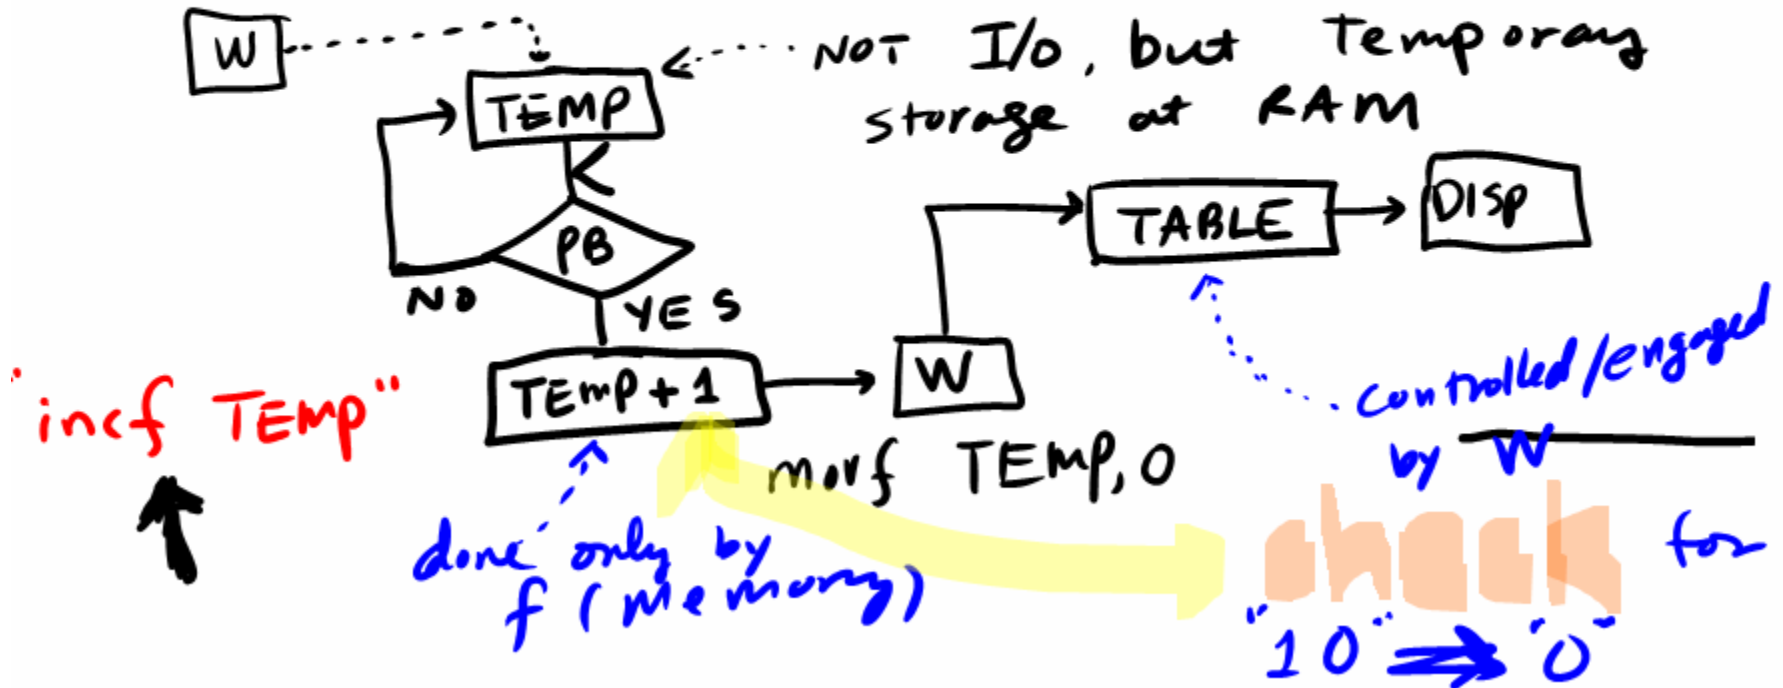 W
NOT I/O, but Temporay
storage at RAM
TEMP
PB
NO
YES
TABLE
DISP
"incf TEMP"
TEMP + 1
W
movf TEMP, 0
controlled/engaged
by W
done only by
f (memory)
check for
"10" ⇒ "0"